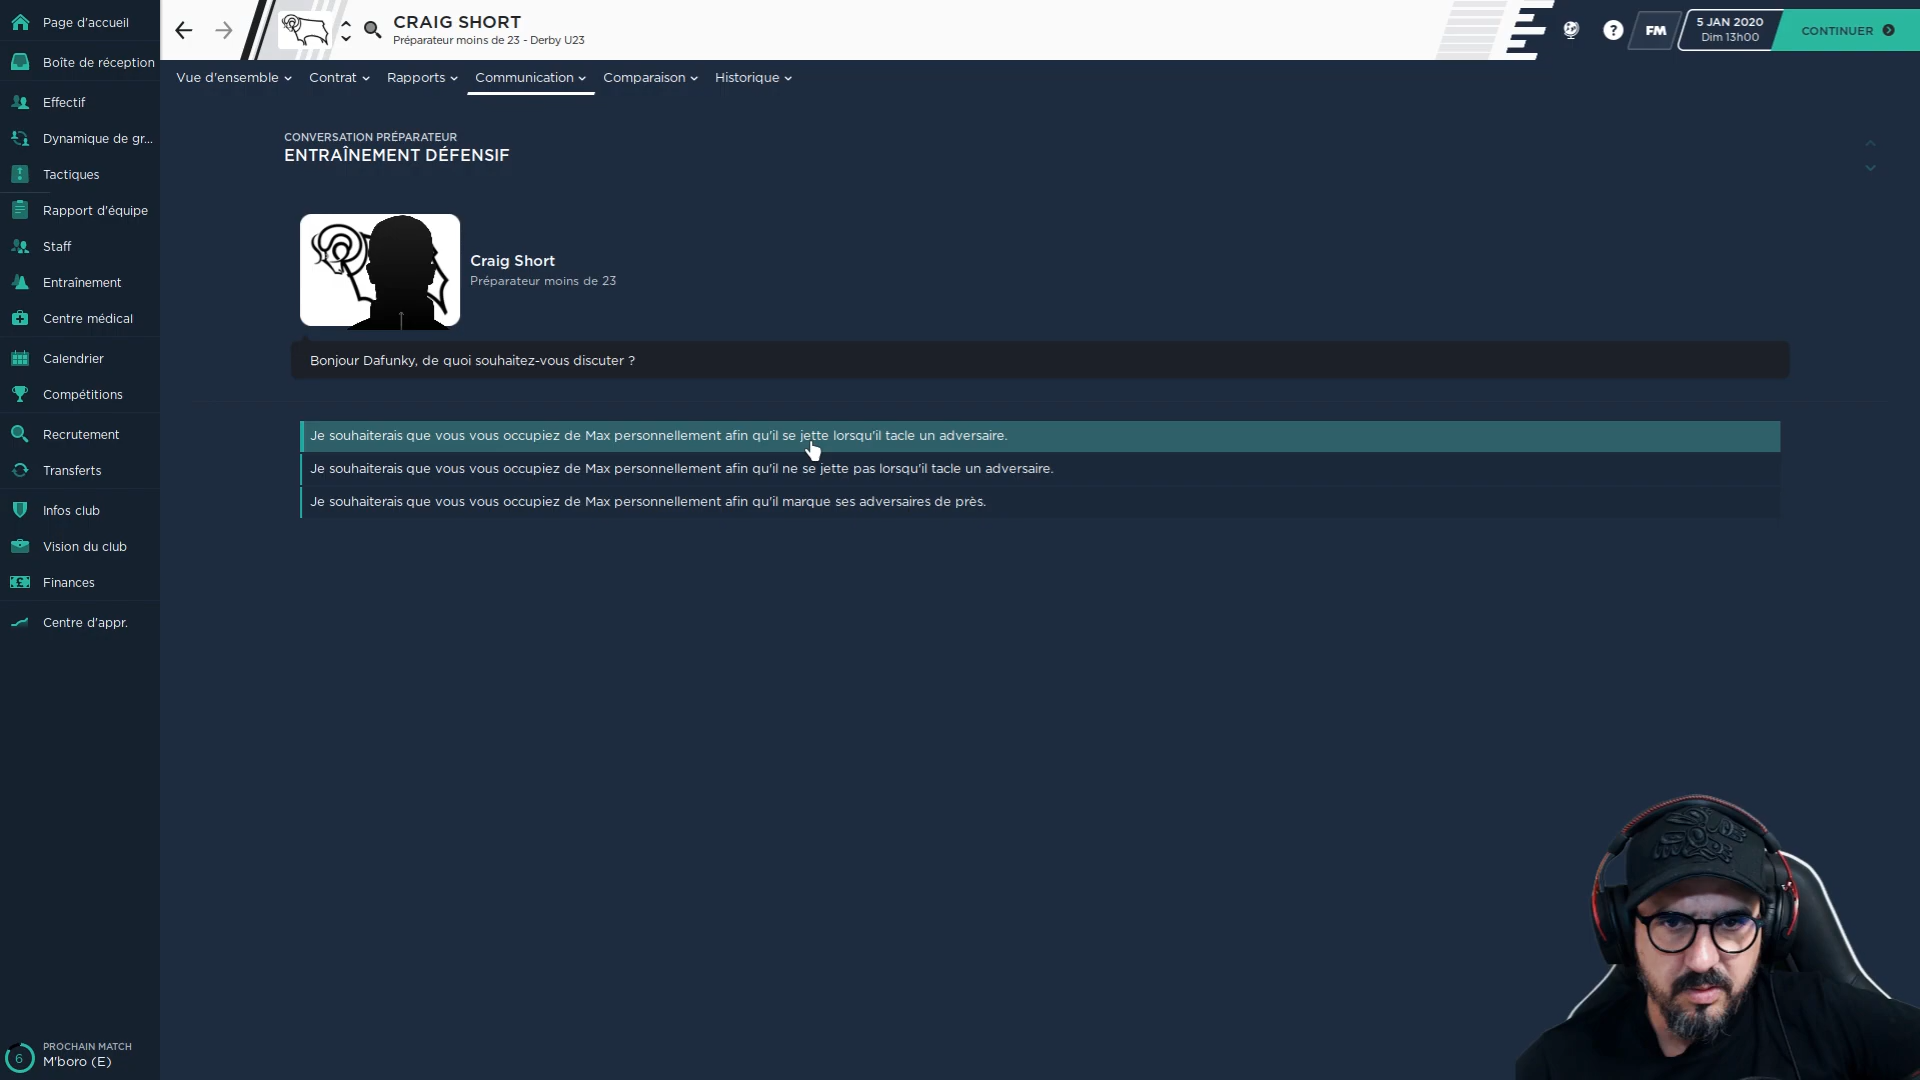 Page d'accueil
Boîte de réception
Effectif
Dynamique de gr...
Tactiques
Rapport d'équipe
Staff
Entraînement
Centre médical
Calendrier
Compétitions
Recrutement
Transferts
Infos club
Vision du club
Finances
Centre d'appr.
6
PROCHAIN MATCH
M'boro (E)
CRAIG SHORT
Préparateur moins de 23 - Derby U23
?
FM
5 JAN 2020
Dim 13h00
CONTINUER
Vue d'ensemble
Contrat
Rapports
Communication
Comparaison
Historique
CONVERSATION PRÉPARATEUR
ENTRAÎNEMENT DÉFENSIF
Craig Short
Préparateur moins de 23
Bonjour Dafunky, de quoi souhaitez-vous discuter ?
Je souhaiterais que vous vous occupiez de Max personnellement afin qu'il se jette lorsqu'il tacle un adversaire.
Je souhaiterais que vous vous occupiez de Max personnellement afin qu'il ne se jette pas lorsqu'il tacle un adversaire.
Je souhaiterais que vous vous occupiez de Max personnellement afin qu'il marque ses adversaires de près.